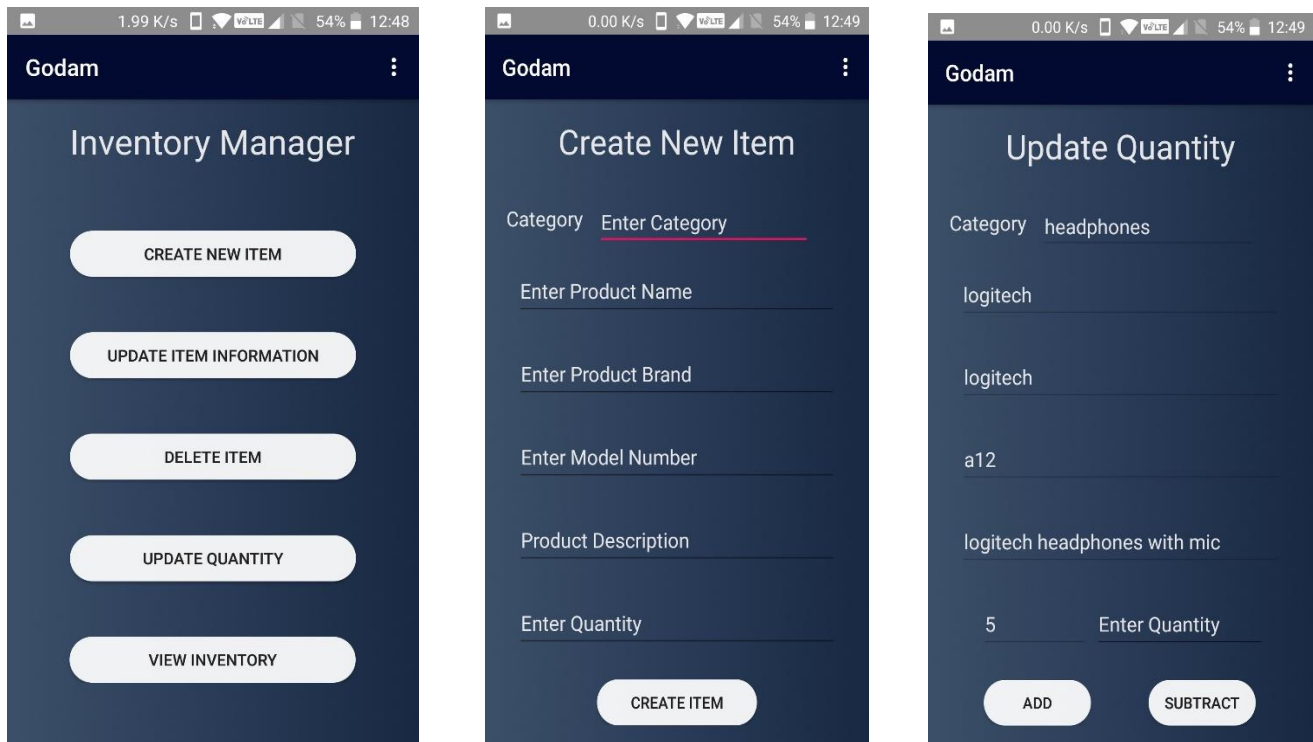 1.99 K/s VoLTE 54% 12:48
Godam
Inventory Manager
CREATE NEW ITEM
UPDATE ITEM INFORMATION
DELETE ITEM
UPDATE QUANTITY
VIEW INVENTORY
0.00 K/s VoLTE 54% 12:49
Godam
Create New Item
Category Enter Category
Enter Product Name
Enter Product Brand
Enter Model Number
Product Description
Enter Quantity
CREATE ITEM
0.00 K/s VoLTE 54% 12:49
Godam
Update Quantity
Category headphones
logitech
logitech
a12
logitech headphones with mic
5 Enter Quantity
ADD SUBTRACT